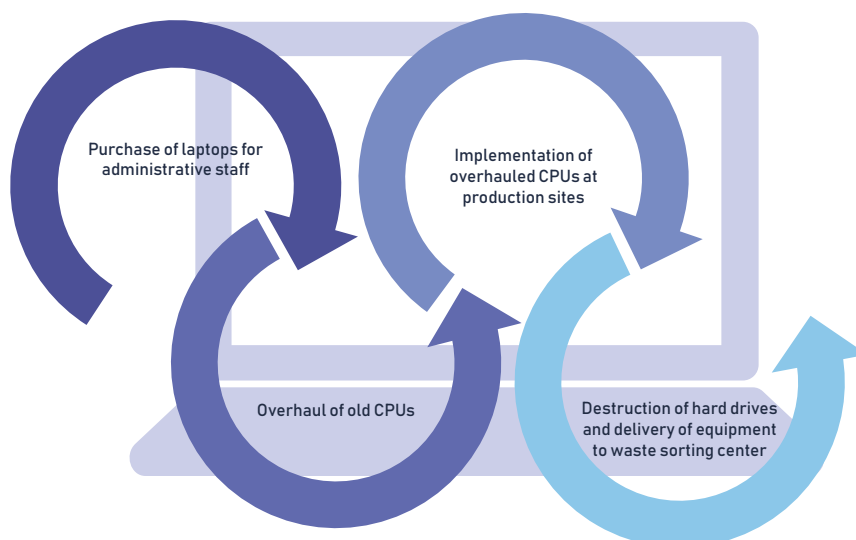 Purchase of laptops for
administrative staff
Overhaul of old CPUs
Implementation of
overhauled CPUs at
production sites
Destruction of hard drives
and delivery of equipment
to waste sorting center